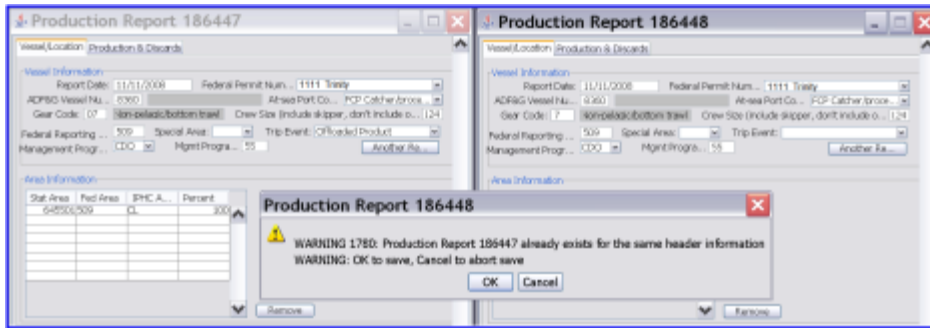 Production Report 186447
Vessel/Location Production & Discards
Vessel Information
Report Date: 11/11/2008 Federal Permit Num... 1111 Trinity
ADF&G Vessel Nu... 8360 At-sea Port Co... FCP Catcher/proce...
Gear Code: 07 Non-pelagic/bottom trawl Crew Size (include skipper, don't include o... 124
Federal Reporting ... 509 Special Area: Trip Event: Offloaded Product
Management Progr... CDQ Mgmt Progra... 55 Another Re...
Area Information
Stat Area Fed Area IPHC A... Percent
509 CL
Remove
Production Report 186448
Vessel/Location Production & Discards
Vessel Information
Report Date: 11/11/2008 Federal Permit Num... 1111 Trinity
ADF&G Vessel Nu... 8360 At-sea Port Co... FCP Catcher/proce...
Gear Code: 7 Non-pelagic/bottom trawl Crew Size (include skipper, don't include o... 124
Federal Reporting ... 509 Special Area: Trip Event:
Management Progr... CDQ Mgmt Progra... 55 Another Re...
Area Information
Remove
Production Report 186448
WARNING 1780: Production Report 186447 already exists for the same header information
WARNING: OK to save, Cancel to abort save
OK Cancel